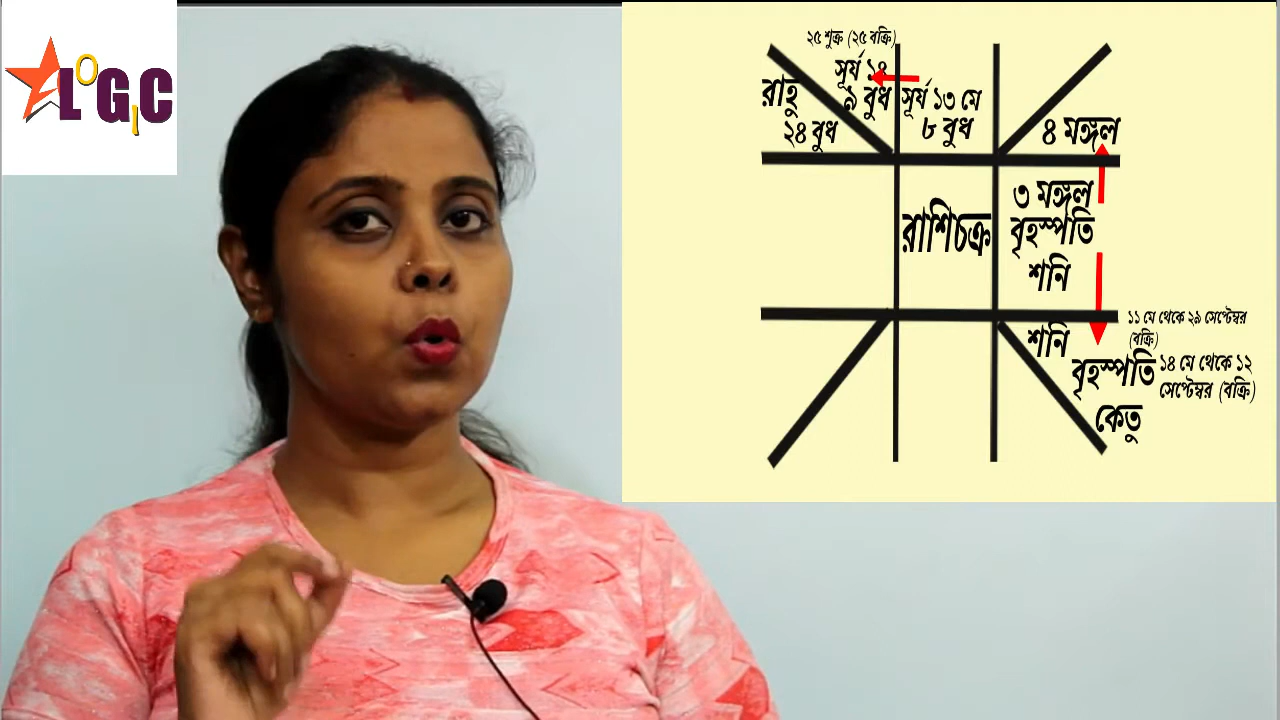 LOGIC
২৫ শুক্র (২৫ বক্রি)
সূর্য ১৪
রাহু
৯ বুধ
সূর্য ১৩ মে
২৪ বুধ
৮ বুধ
৪ মঙ্গল
রাশিচক্র
৩ মঙ্গল
বৃহস্পতি
শনি
শনি
১১ মে থেকে ২৯ সেপ্টেম্বর
(বক্রি)
বৃহস্পতি
১৪ মে থেকে ১২
সেপ্টেম্বর (বক্রি)
কেতু